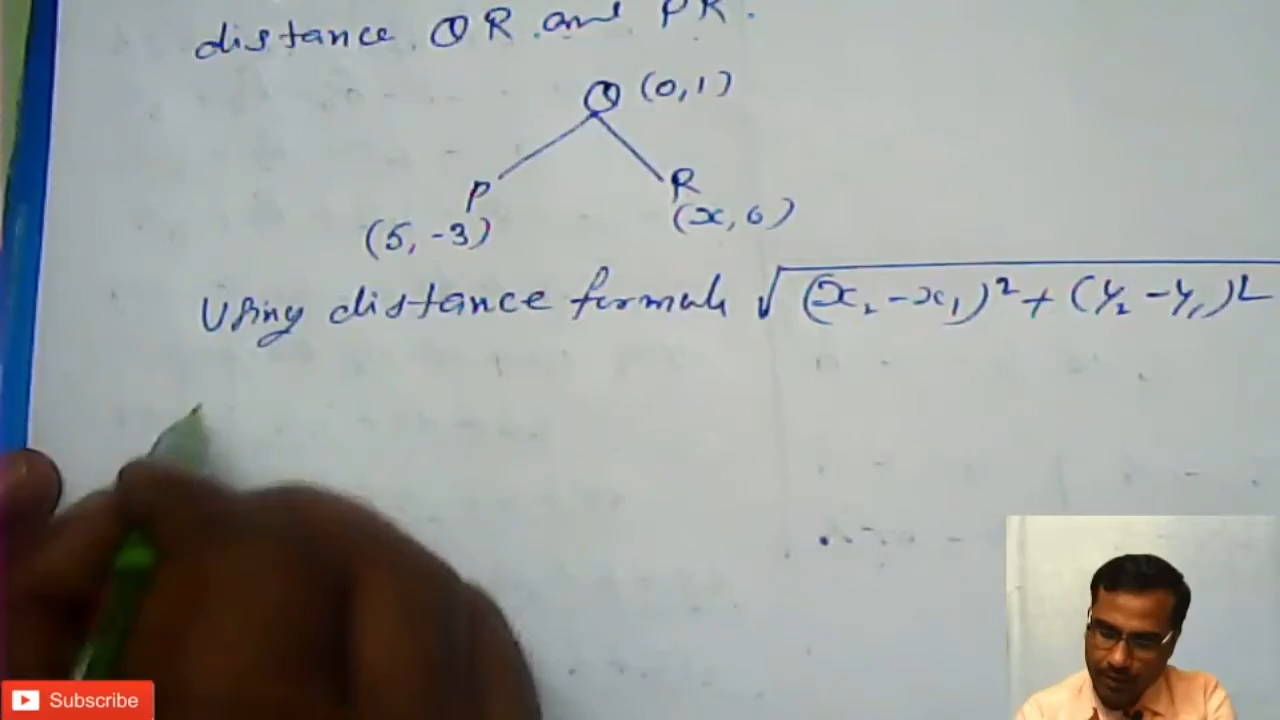 distance QR and PR.
Q (0,1)
P R
(5, -3) (x, 6)
Using distance formula √(x₂ - x₁)² + (y₂ - y₁)²
Subscribe